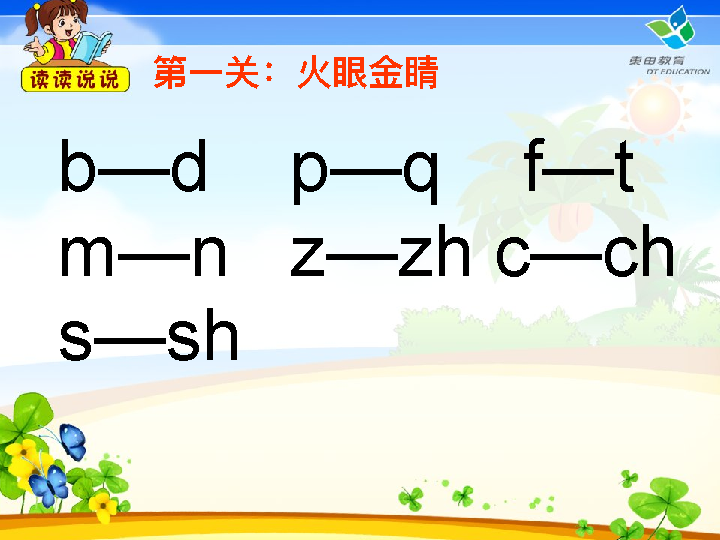 读读说说
第一关：火眼金睛
奥田教育
DT.EDUCATION
b—d p—q f—t
m—n z—zh c—ch
s—sh